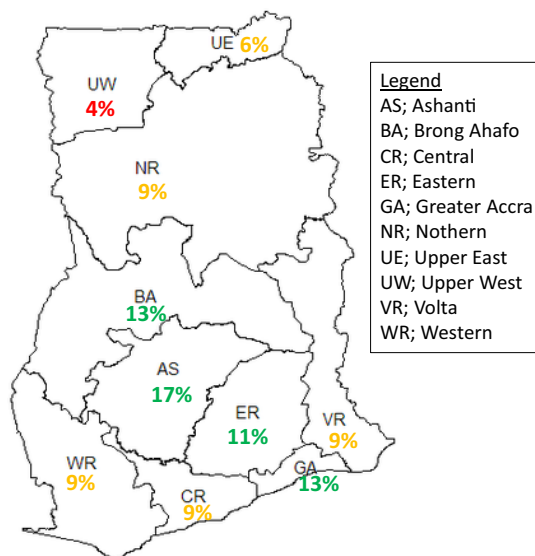 UE 6%
UW
4%
NR
9%
BA
13%
AS
17%
ER
11%
VR
9%
WR
9%
GA
13%
CR
9%
Legend
AS; Ashanti
BA; Brong Ahafo
CR; Central
ER; Eastern
GA; Greater Accra
NR; Nothern
UE; Upper East
UW; Upper West
VR; Volta
WR; Western